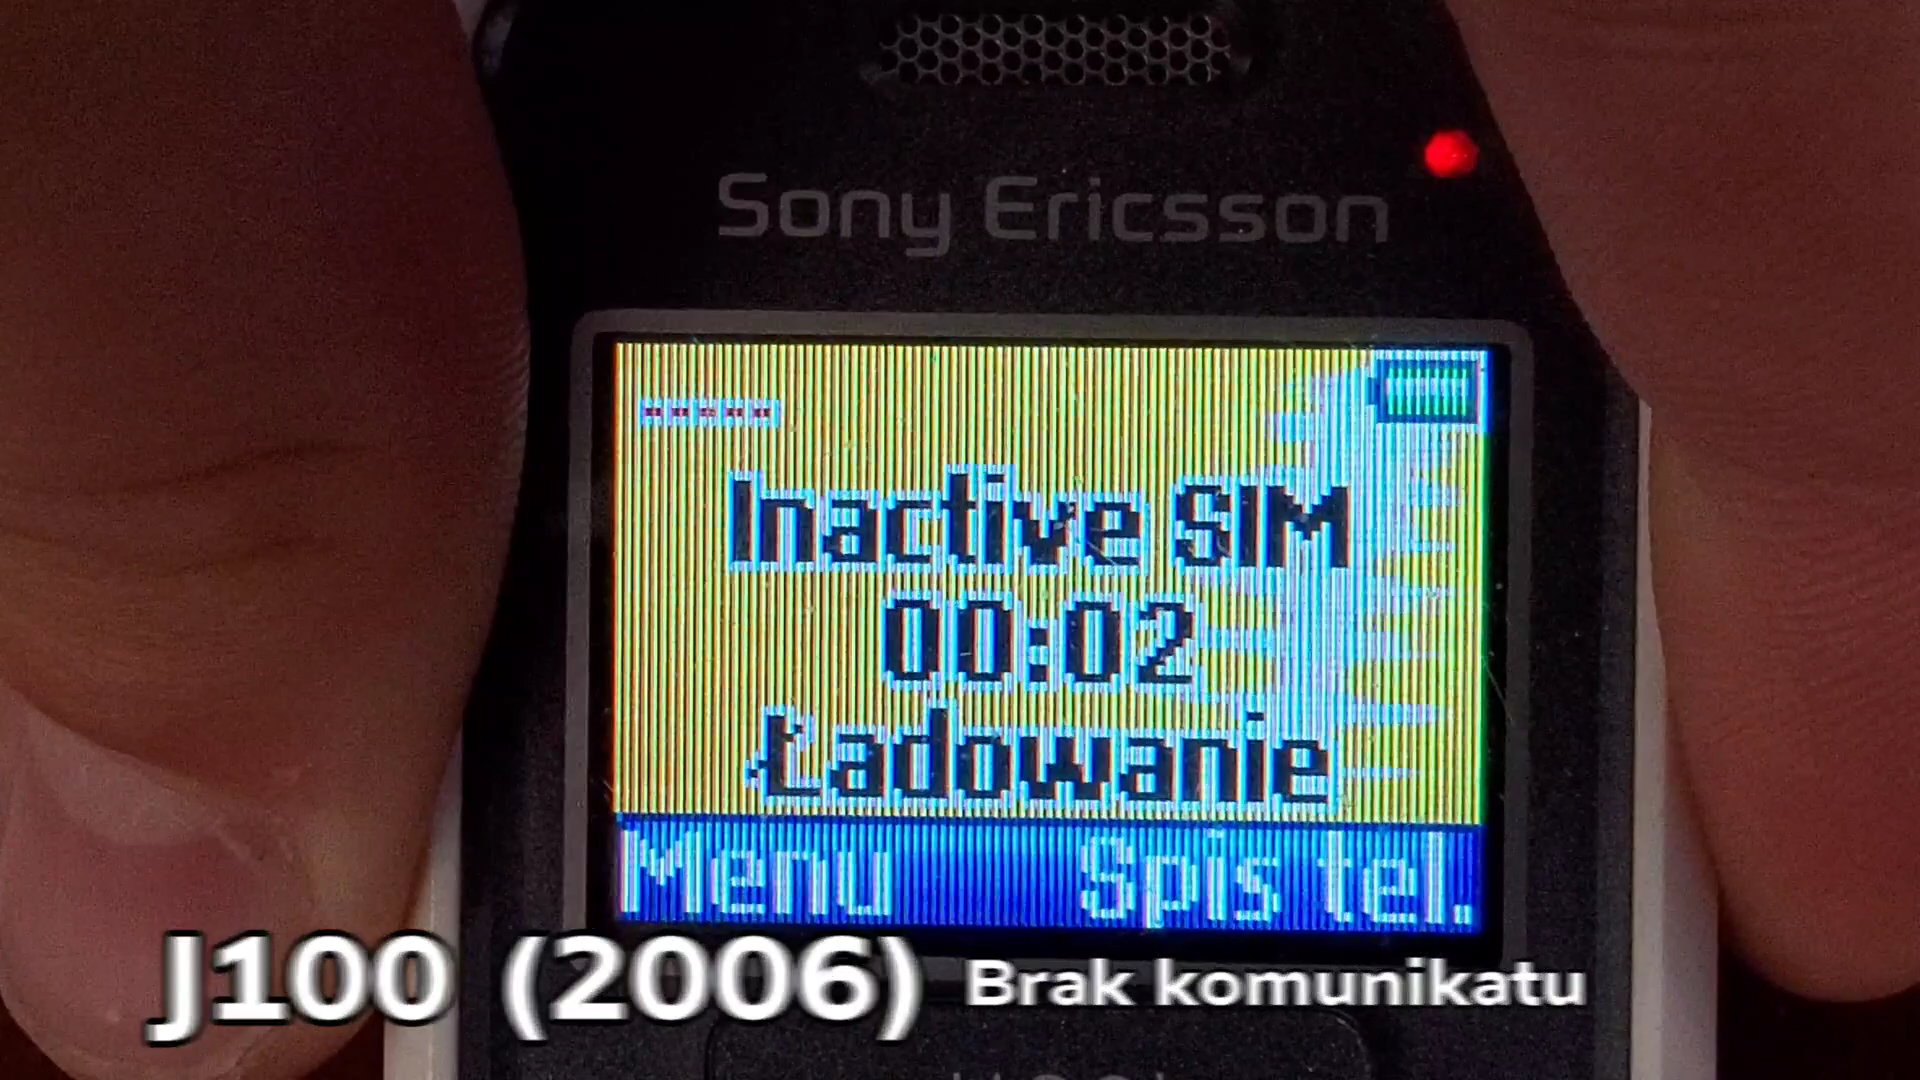 Sony Ericsson
Inactive SIM
00:02
Ładowanie
Menu Spis tel.
J100 (2006) Brak komunikatu